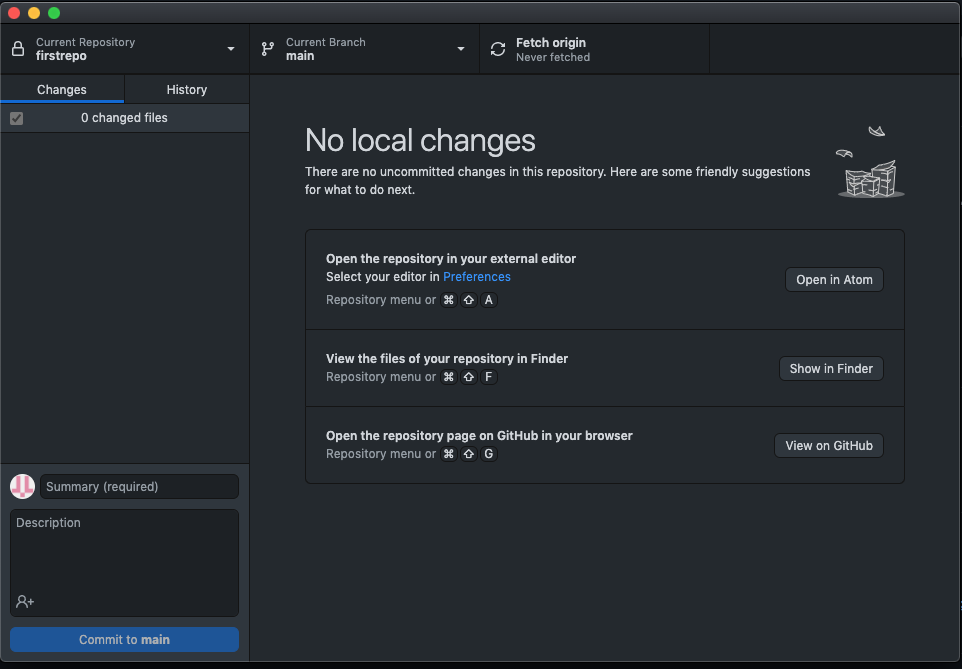 Current Repository
firstrepo
Current Branch
main
Fetch origin
Never fetched
Changes
History
0 changed files
No local changes
There are no uncommitted changes in this repository. Here are some friendly suggestions
for what to do next.
Open the repository in your external editor
Select your editor in Preferences
Repository menu or ⌘ ⇧ A
Open in Atom
View the files of your repository in Finder
Repository menu or ⌘ ⇧ F
Show in Finder
Open the repository page on GitHub in your browser
Repository menu or ⌘ ⇧ G
View on GitHub
Summary (required)
Description
Commit to main